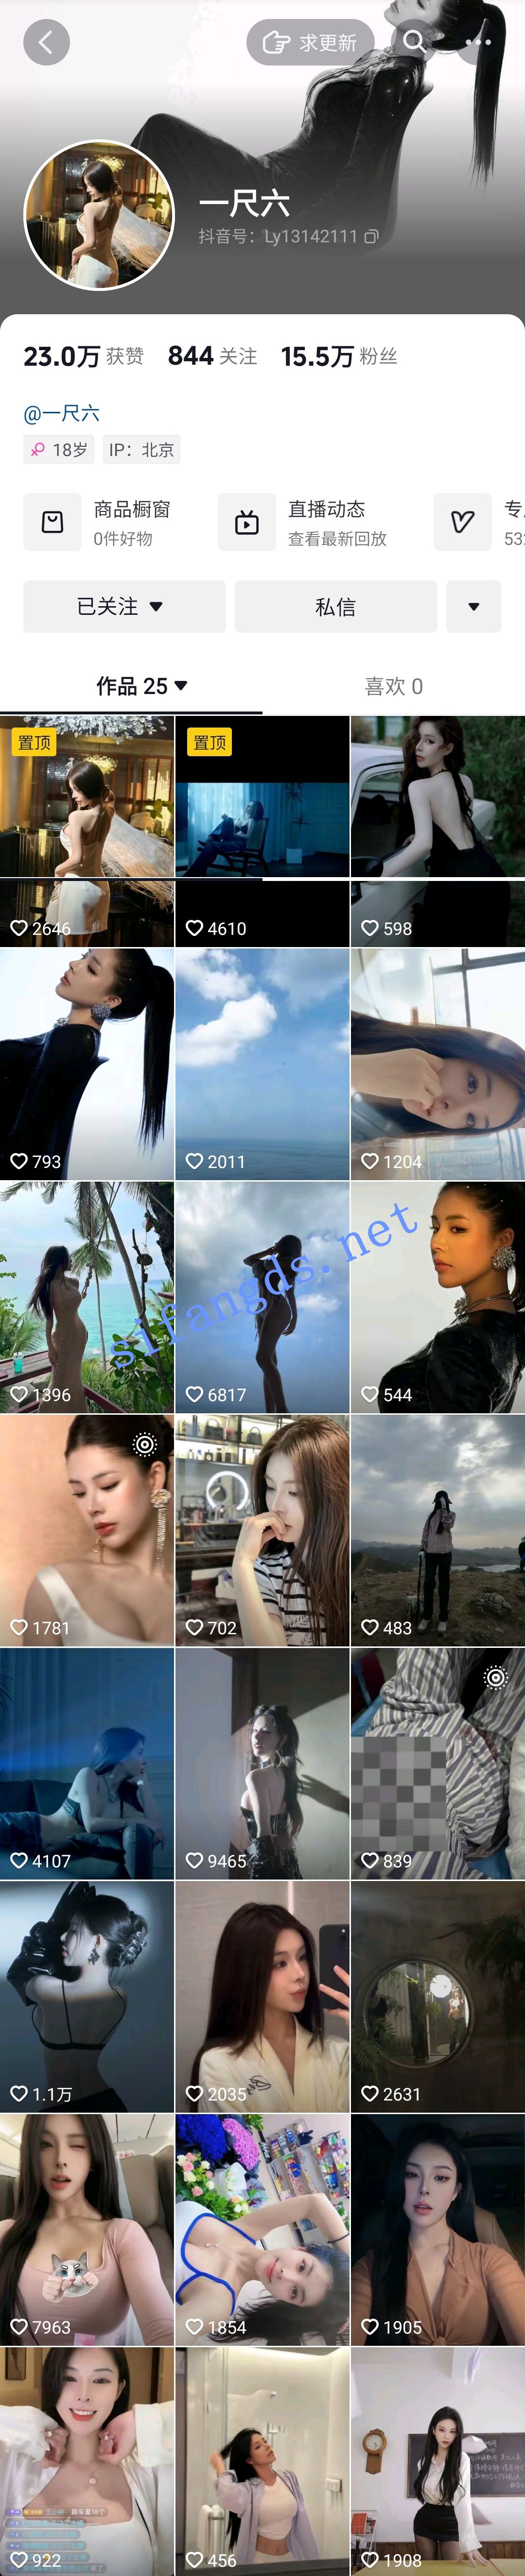 求更新
一尺六
抖音号：Ly13142111
23.0万 获赞 844 关注 15.5万 粉丝
@一尺六
18岁 IP：北京
商品橱窗 直播动态
0件好物 查看最新回放
已关注 私信
作品 25 喜欢 0
置顶 置顶
2646 4610 598
793 2011 1204
sifangds.net
1396 6817 544
1781 702 483
4107 9465 839
1.1万 2035 2631
7963 1854 1905
922 456 1908